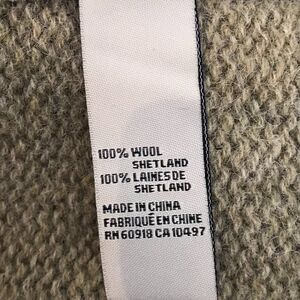 100% WOOL
SHETLAND
100% LAINES DE
SHETLAND
MADE IN CHINA
FABRIQUÉ EN CHINE
RN 60918 CA 10497